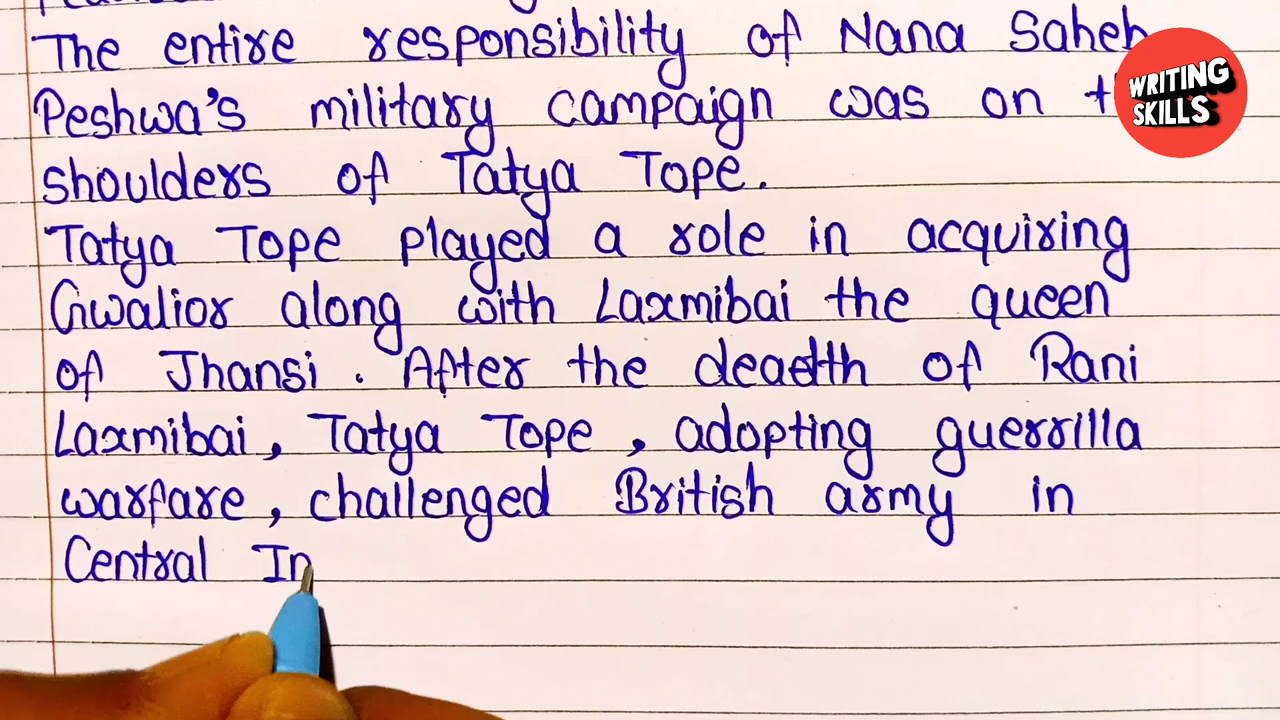 The entire responsibility of Nana Saheb
Peshwa's military campaign was on
shoulders of Tatya Tope.
Tatya Tope played a role in acquiring
Gwalior along with Laxmibai the queen
of Jhansi. After the deadth of Rani
Laxmibai, Tatya Tope, adopting guerrilla
warfare, challenged British army in
Central In
WRITING
SKILLS